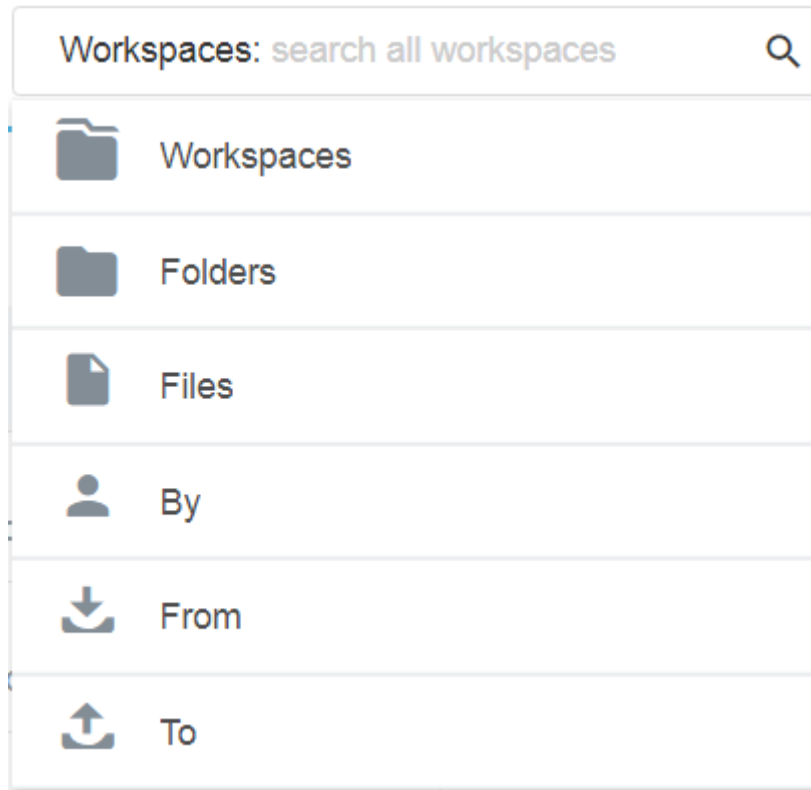 Workspaces: search all workspaces
Workspaces
Folders
Files
By
From
To